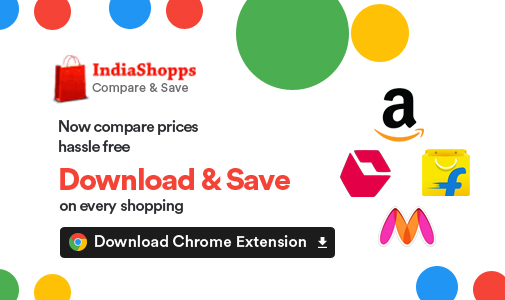 IndiaShopps
Compare & Save
Now compare prices
hassle free
Download & Save
on every shopping
Download Chrome Extension
a
f